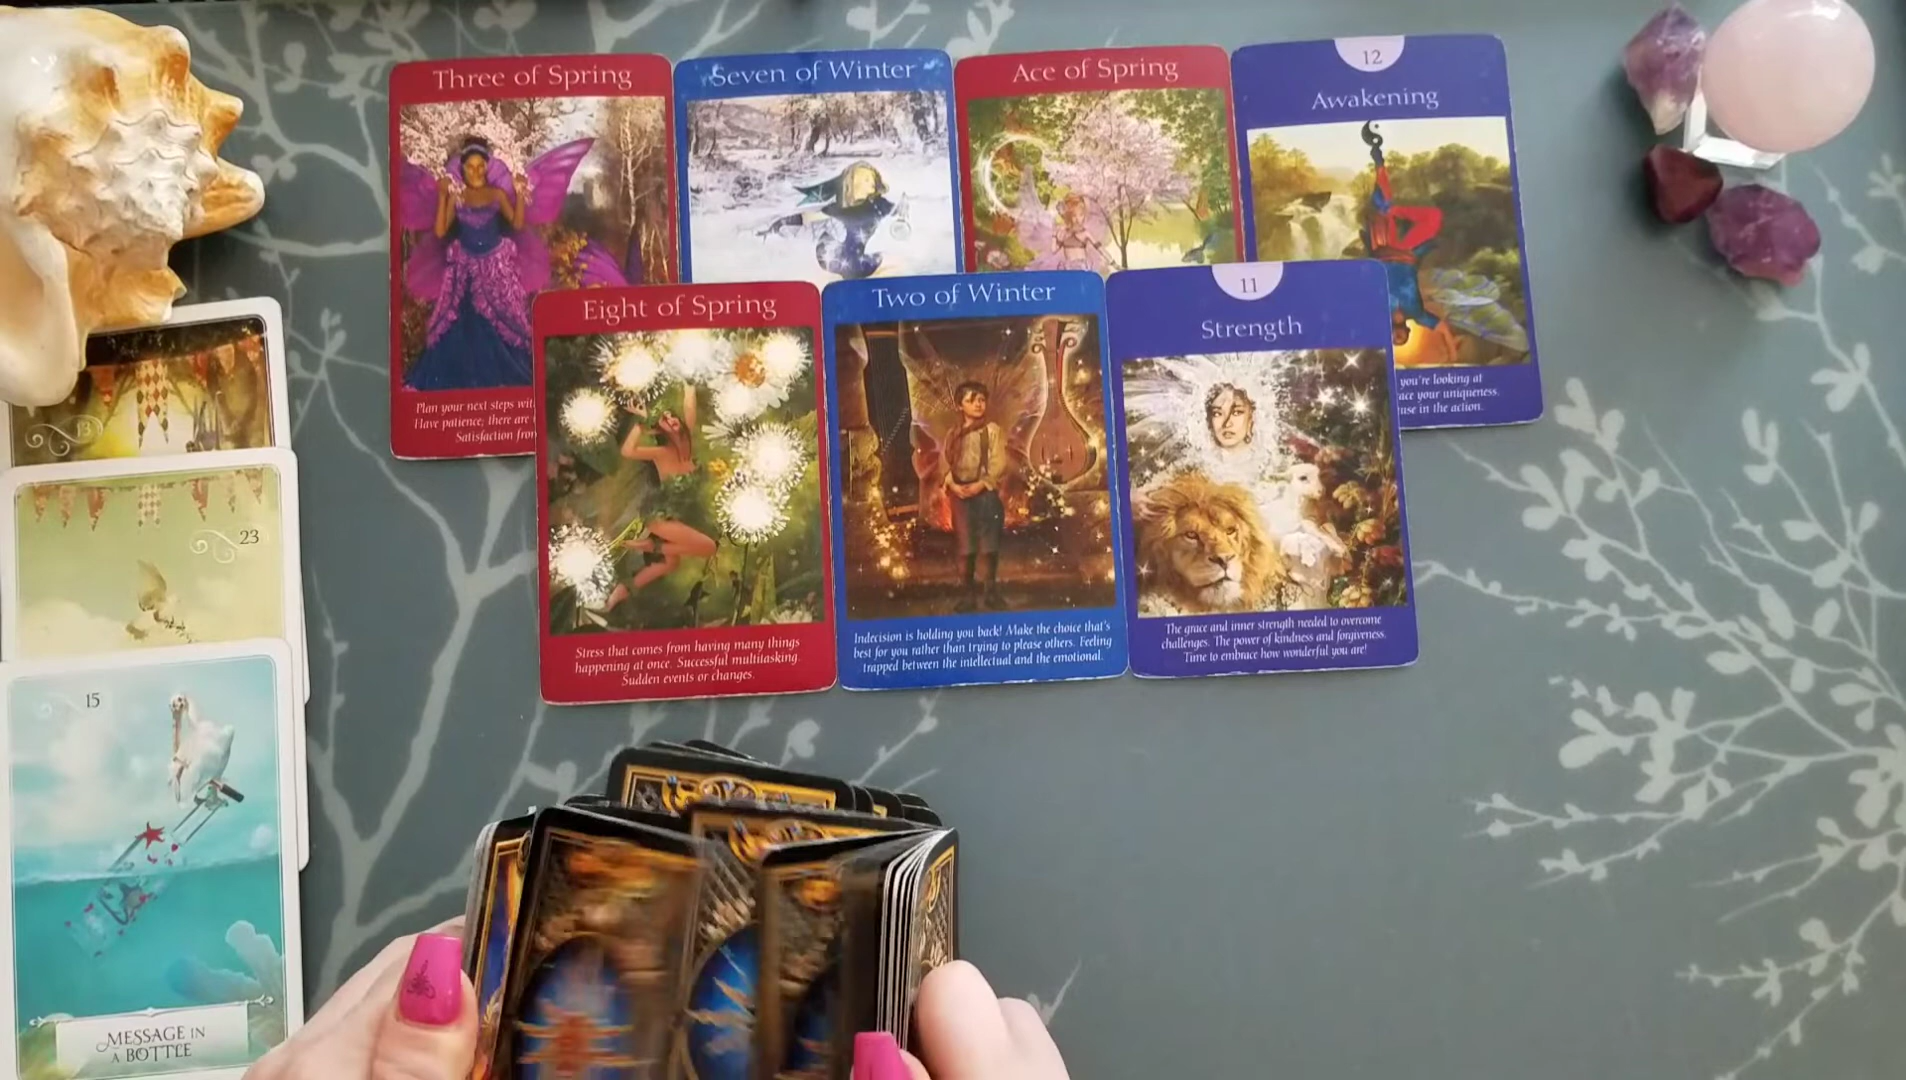 Three of Spring
Seven of Winter
Ace of Spring
12
Awakening
Plan your next steps
Have patience; there are
Satisfaction
you're looking at
your uniqueness.
in the action.
Eight of Spring
Stress that comes from having many things
happening at once. Successful multitasking.
Sudden events or changes.
Two of Winter
Indecision is holding you back! Make the choice that's
best for you rather than trying to please others. Feeling
trapped between the intellectual and the emotional.
11
Strength
The grace and inner strength needed to overcome
challenges. The power of kindness and forgiveness.
Time to embrace how wonderful you are!
13
23
15
MESSAGE IN
A BOTTLE